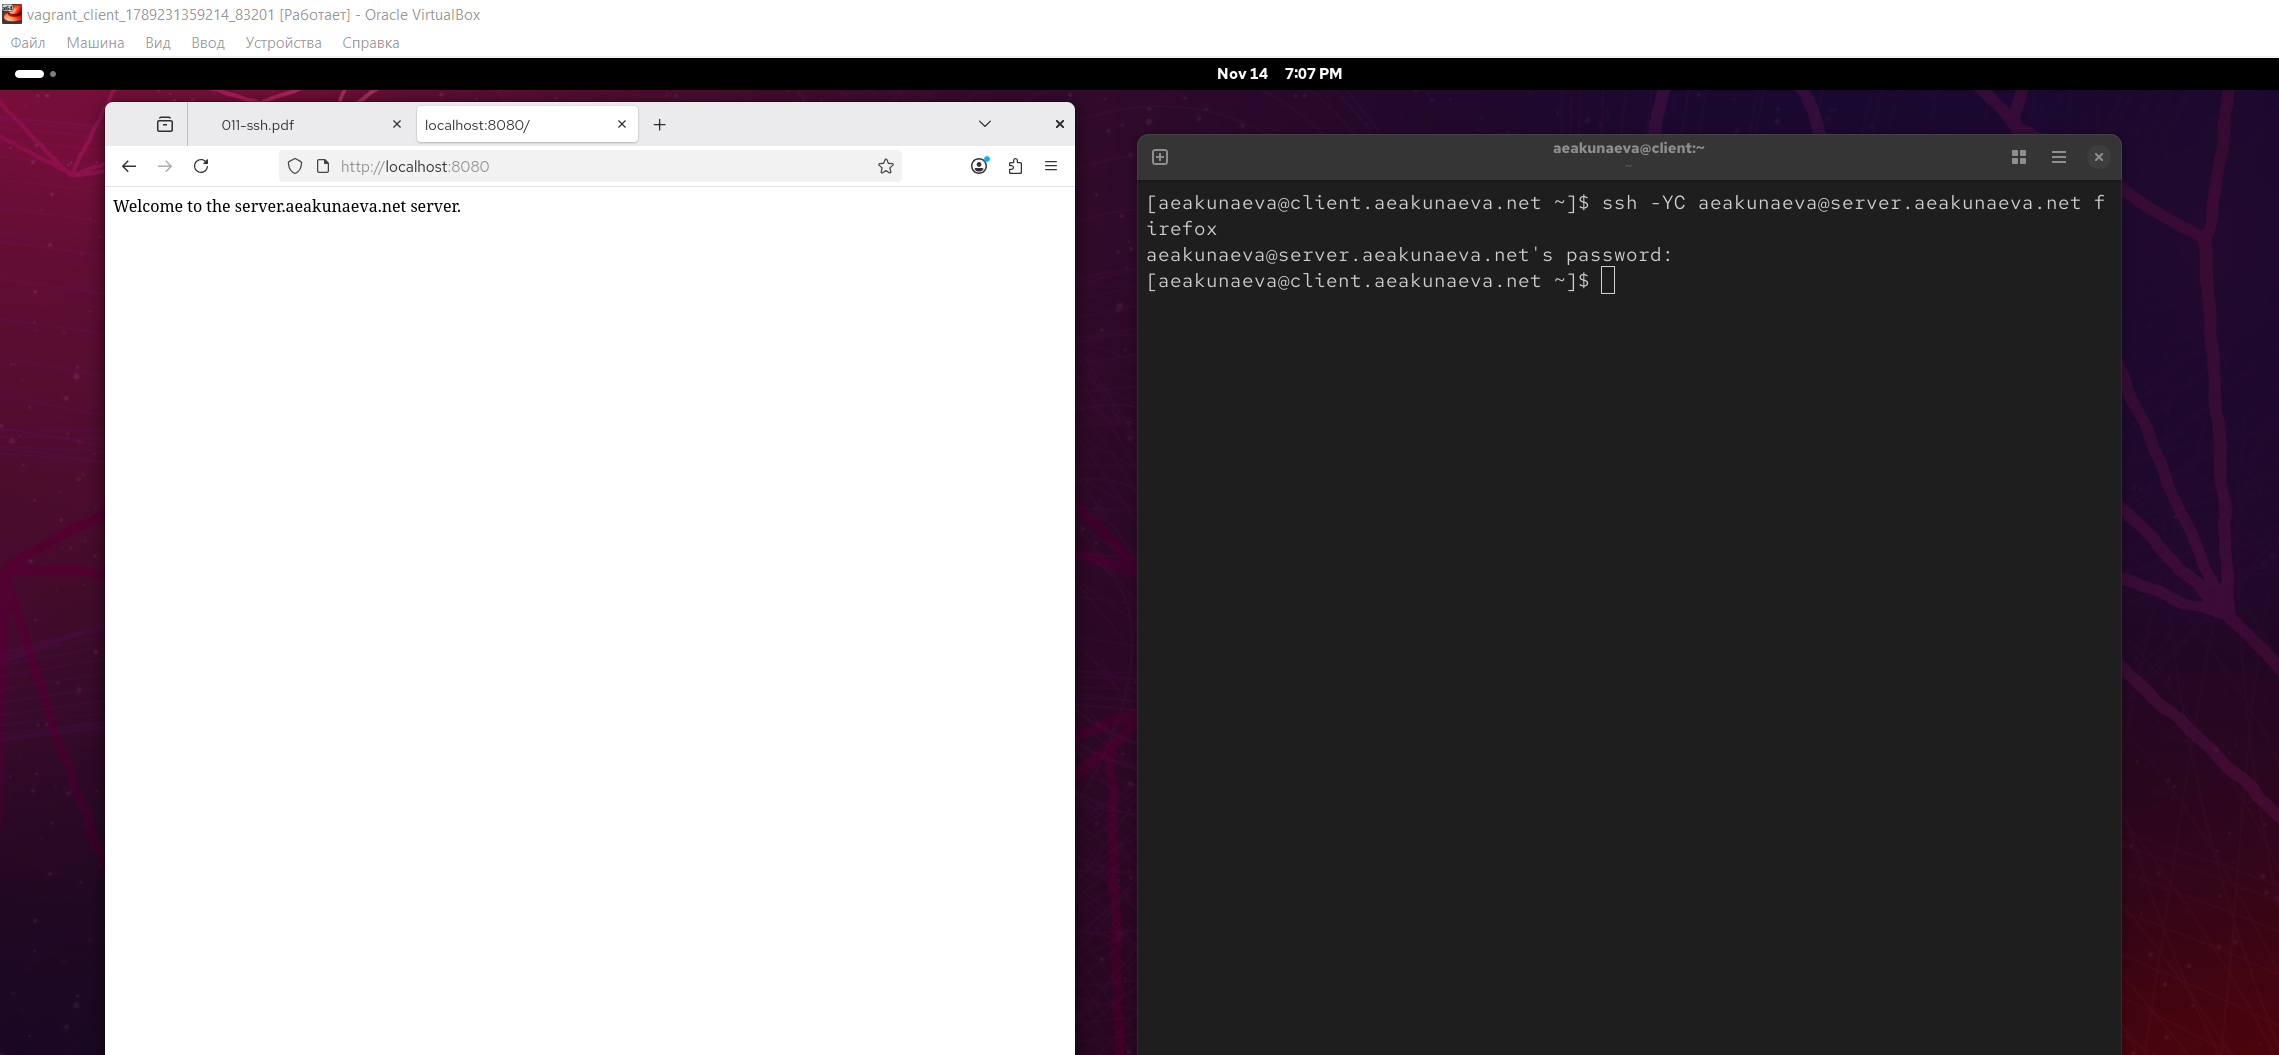 vagrant_client_1789231359214_83201 [Работает] - Oracle VirtualBox
Файл Машина Вид Ввод Устройства Справка
Nov 14 7:07 PM
011-ssh.pdf
localhost:8080/
http://localhost:8080
Welcome to the server.aeakunaeva.net server.
aeakunaeva@client:~
~
[aeakunaeva@client.aeakunaeva.net ~]$ ssh -YC aeakunaeva@server.aeakunaeva.net f
irefox
aeakunaeva@server.aeakunaeva.net's password:
[aeakunaeva@client.aeakunaeva.net ~]$